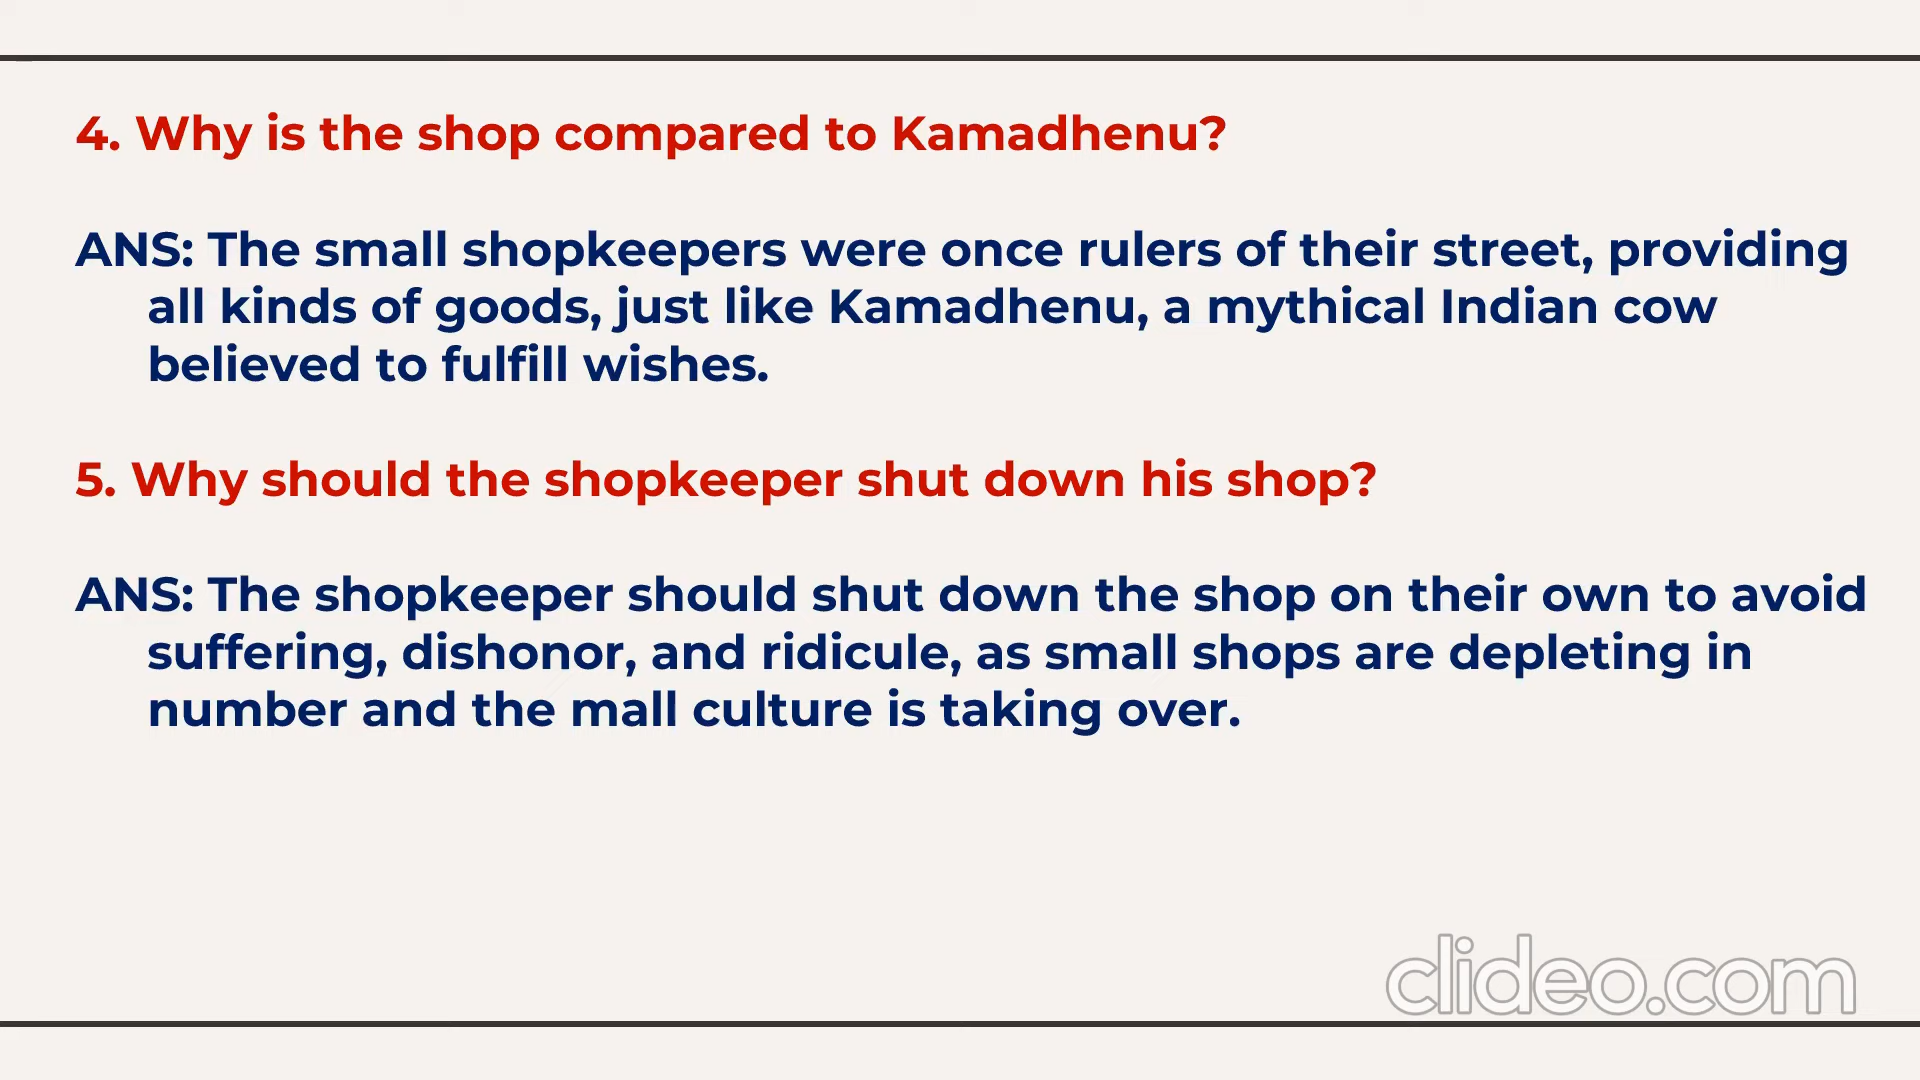 4. Why is the shop compared to Kamadhenu?
ANS: The small shopkeepers were once rulers of their street, providing
all kinds of goods, just like Kamadhenu, a mythical Indian cow
believed to fulfill wishes.
5. Why should the shopkeeper shut down his shop?
ANS: The shopkeeper should shut down the shop on their own to avoid
suffering, dishonor, and ridicule, as small shops are depleting in
number and the mall culture is taking over.
clideo.com